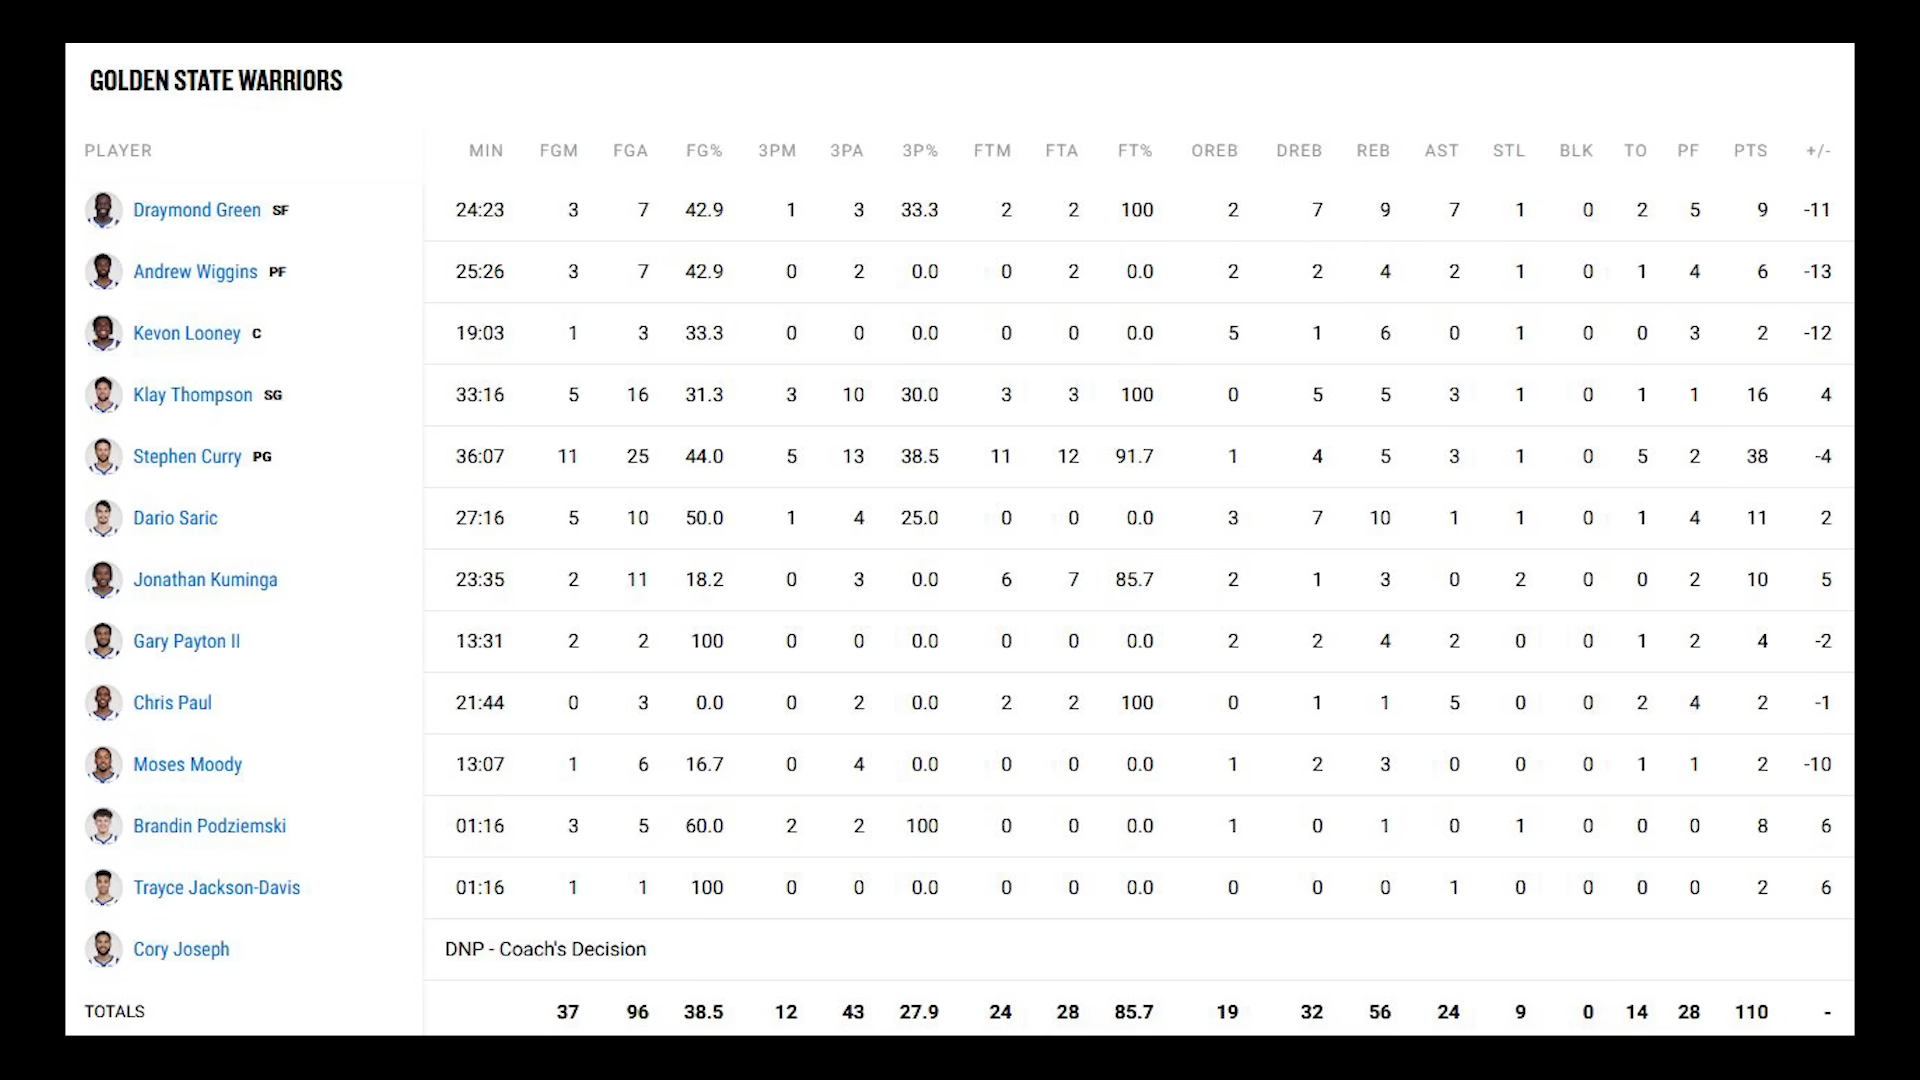 GOLDEN STATE WARRIORS
PLAYER MIN FGM FGA FG% 3PM 3PA 3P% FTM FTA FT% OREB DREB REB AST STL BLK TO PF PTS +/-
Draymond Green SF 24:23 3 7 42.9 1 3 33.3 2 2 100 2 7 9 7 1 0 2 5 9 -11
Andrew Wiggins PF 25:26 3 7 42.9 0 2 0.0 0 2 0.0 2 2 4 2 1 0 1 4 6 -13
Kevon Looney C 19:03 1 3 33.3 0 0 0.0 0 0 0.0 5 1 6 0 1 0 0 3 2 -12
Klay Thompson SG 33:16 5 16 31.3 3 10 30.0 3 3 100 0 5 5 3 1 0 1 1 16 4
Stephen Curry PG 36:07 11 25 44.0 5 13 38.5 11 12 91.7 1 4 5 3 1 0 5 2 38 -4
Dario Saric 27:16 5 10 50.0 1 4 25.0 0 0 0.0 3 7 10 1 1 0 1 4 11 2
Jonathan Kuminga 23:35 2 11 18.2 0 3 0.0 6 7 85.7 2 1 3 0 2 0 0 2 10 5
Gary Payton II 13:31 2 2 100 0 0 0.0 0 0 0.0 2 2 4 2 0 0 1 2 4 -2
Chris Paul 21:44 0 3 0.0 0 2 0.0 2 2 100 0 1 1 5 0 0 2 4 2 -1
Moses Moody 13:07 1 6 16.7 0 4 0.0 0 0 0.0 1 2 3 0 0 0 1 1 2 -10
Brandin Podziemski 01:16 3 5 60.0 2 2 100 0 0 0.0 1 0 1 0 1 0 0 0 8 6
Trayce Jackson-Davis 01:16 1 1 100 0 0 0.0 0 0 0.0 0 0 0 1 0 0 0 0 2 6
Cory Joseph DNP - Coach's Decision
TOTALS 37 96 38.5 12 43 27.9 24 28 85.7 19 32 56 24 9 0 14 28 110 -